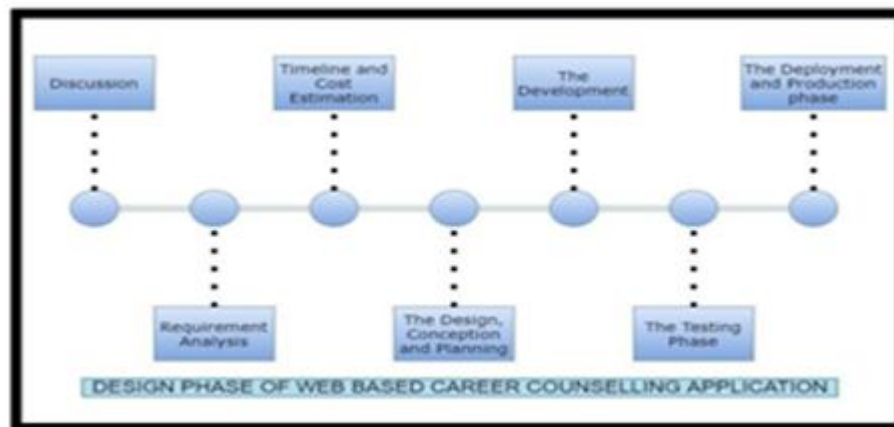 Discussion
Timeline and
Cost
Estimation
The
Development
The Deployment
and Production
phase
Requirement
Analysis
The Design,
Conception
and Planning
The Testing
Phase
DESIGN PHASE OF WEB BASED CAREER COUNSELLING APPLICATION